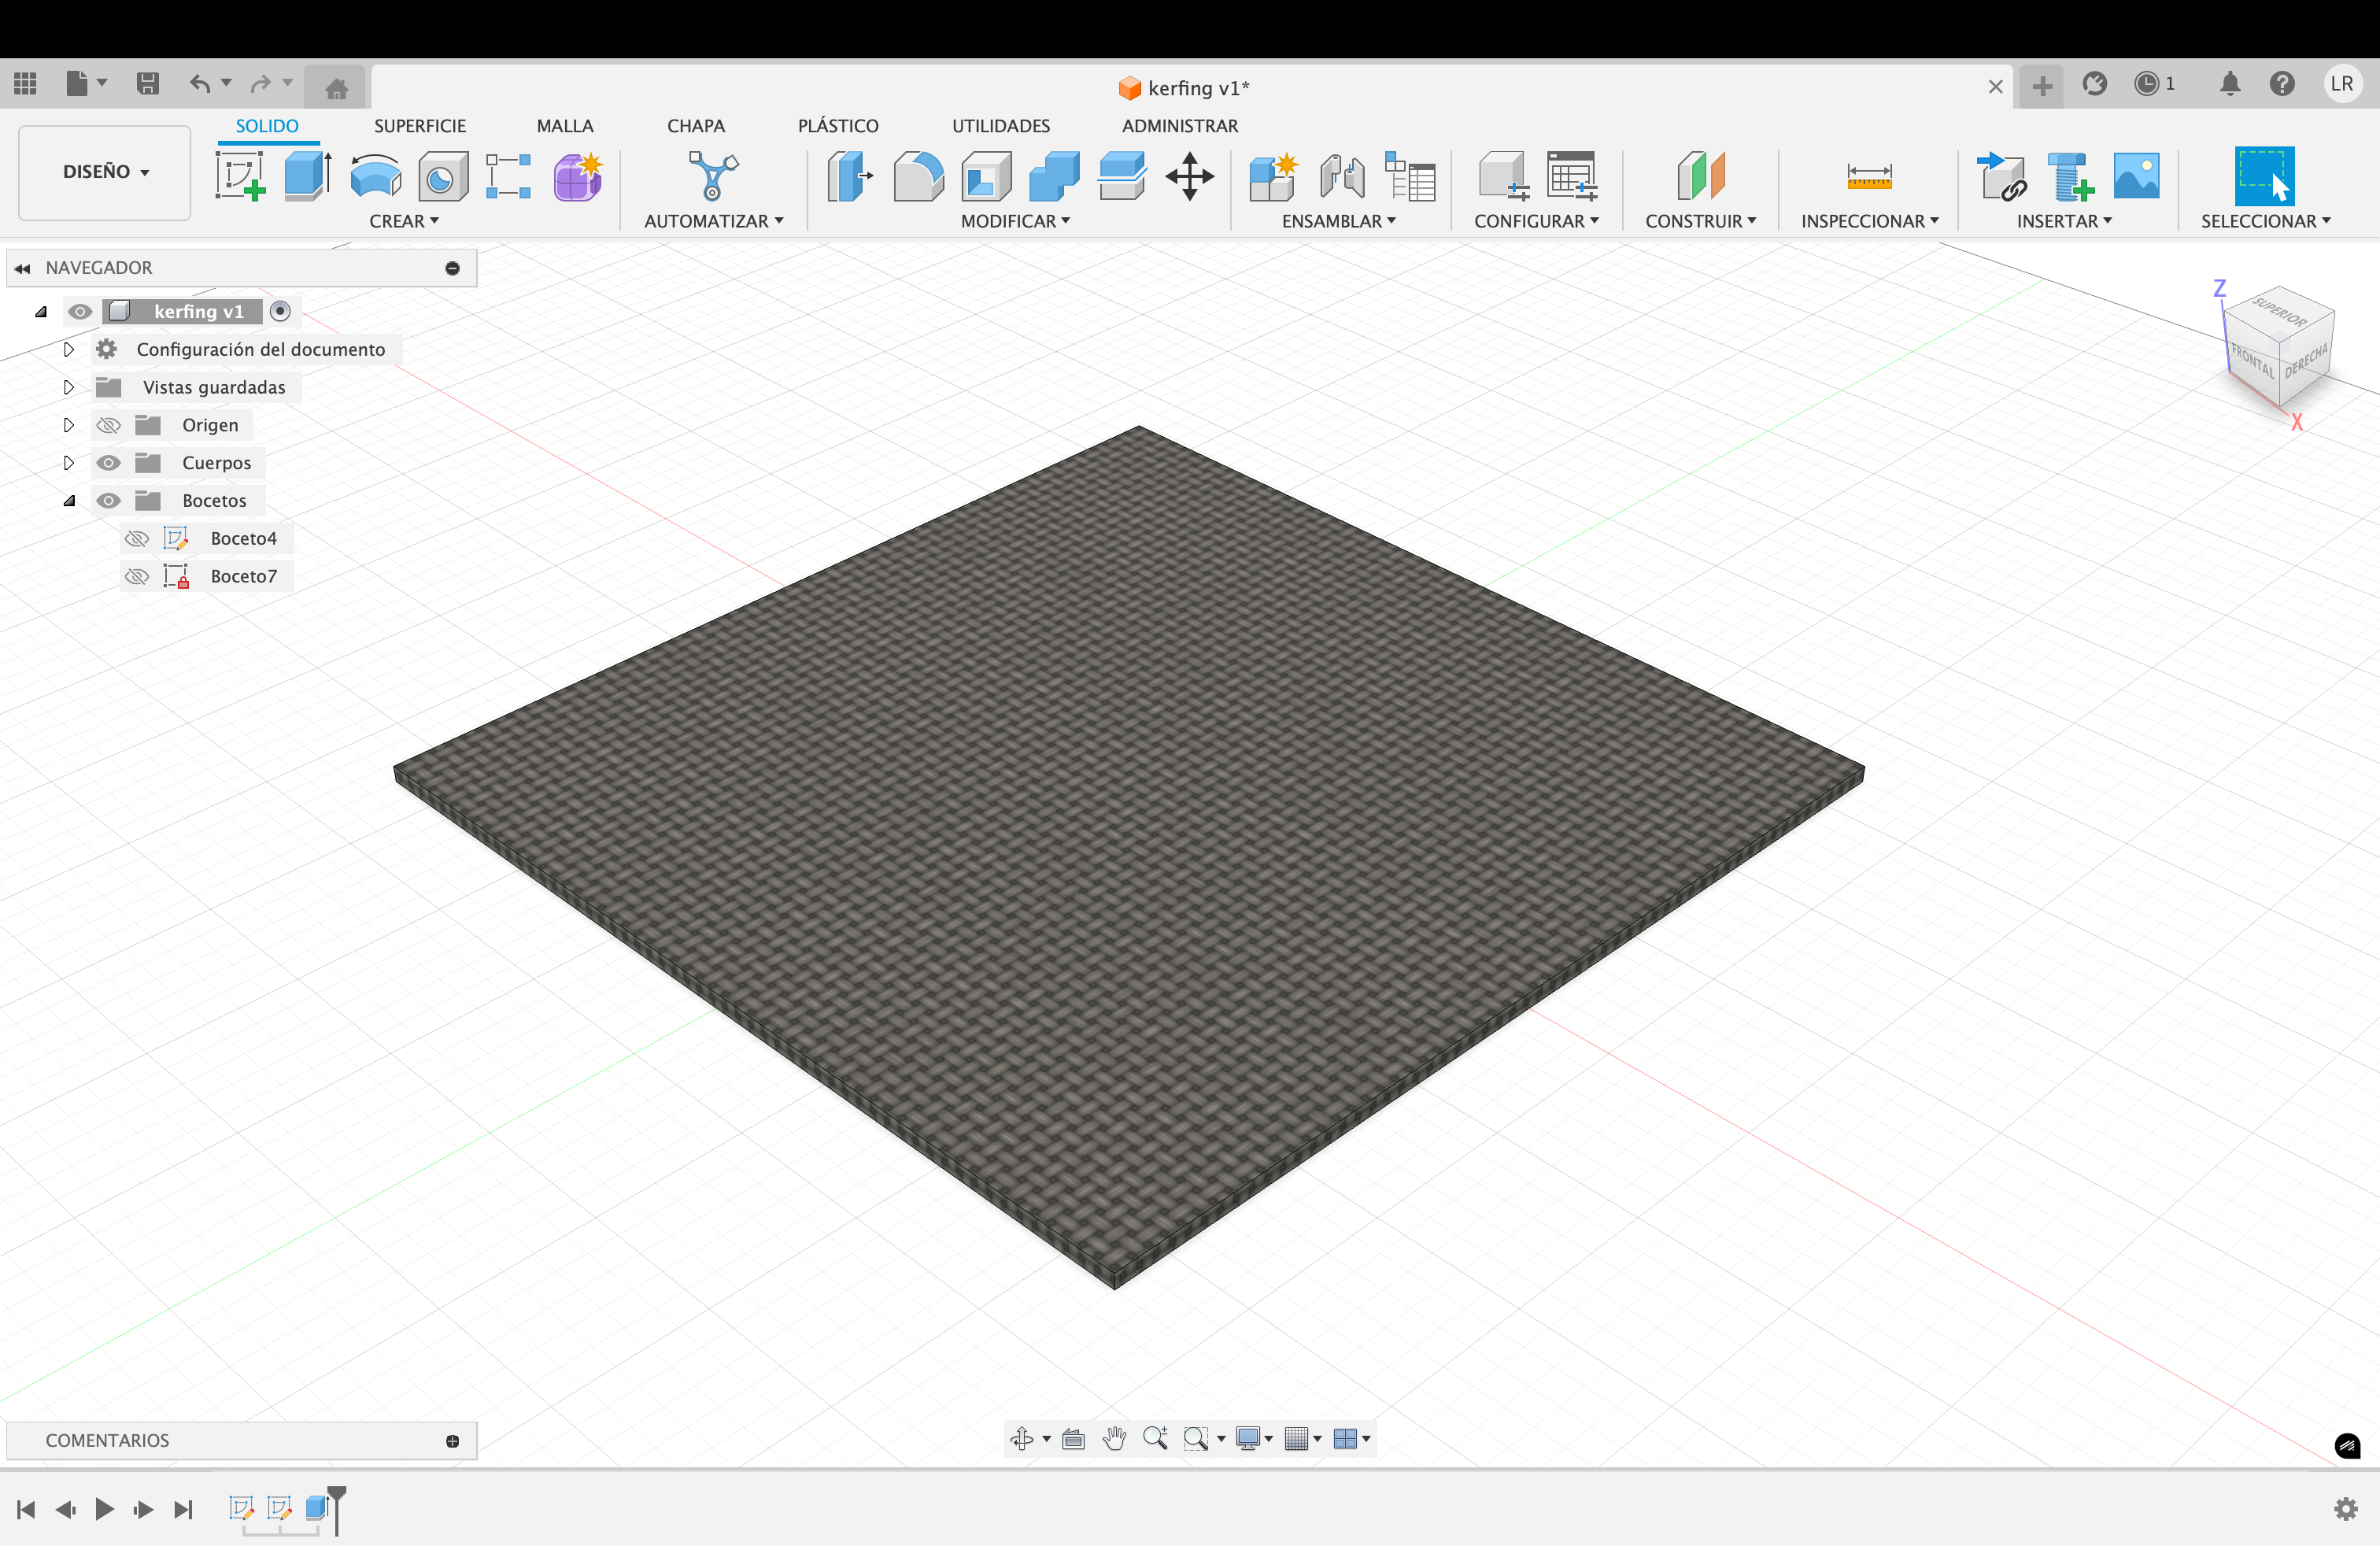 kerfing v1*
1
LR
DISEÑO
SOLIDO
SUPERFICIE
MALLA
CHAPA
PLÁSTICO
UTILIDADES
ADMINISTRAR
CREAR
AUTOMATIZAR
MODIFICAR
ENSAMBLAR
CONFIGURAR
CONSTRUIR
INSPECCIONAR
INSERTAR
SELECCIONAR
NAVEGADOR
kerfing v1
Configuración del documento
Vistas guardadas
Origen
Cuerpos
Bocetos
Boceto4
Boceto7
Z
SUPERIOR
FRONTAL
DERECHA
X
COMENTARIOS